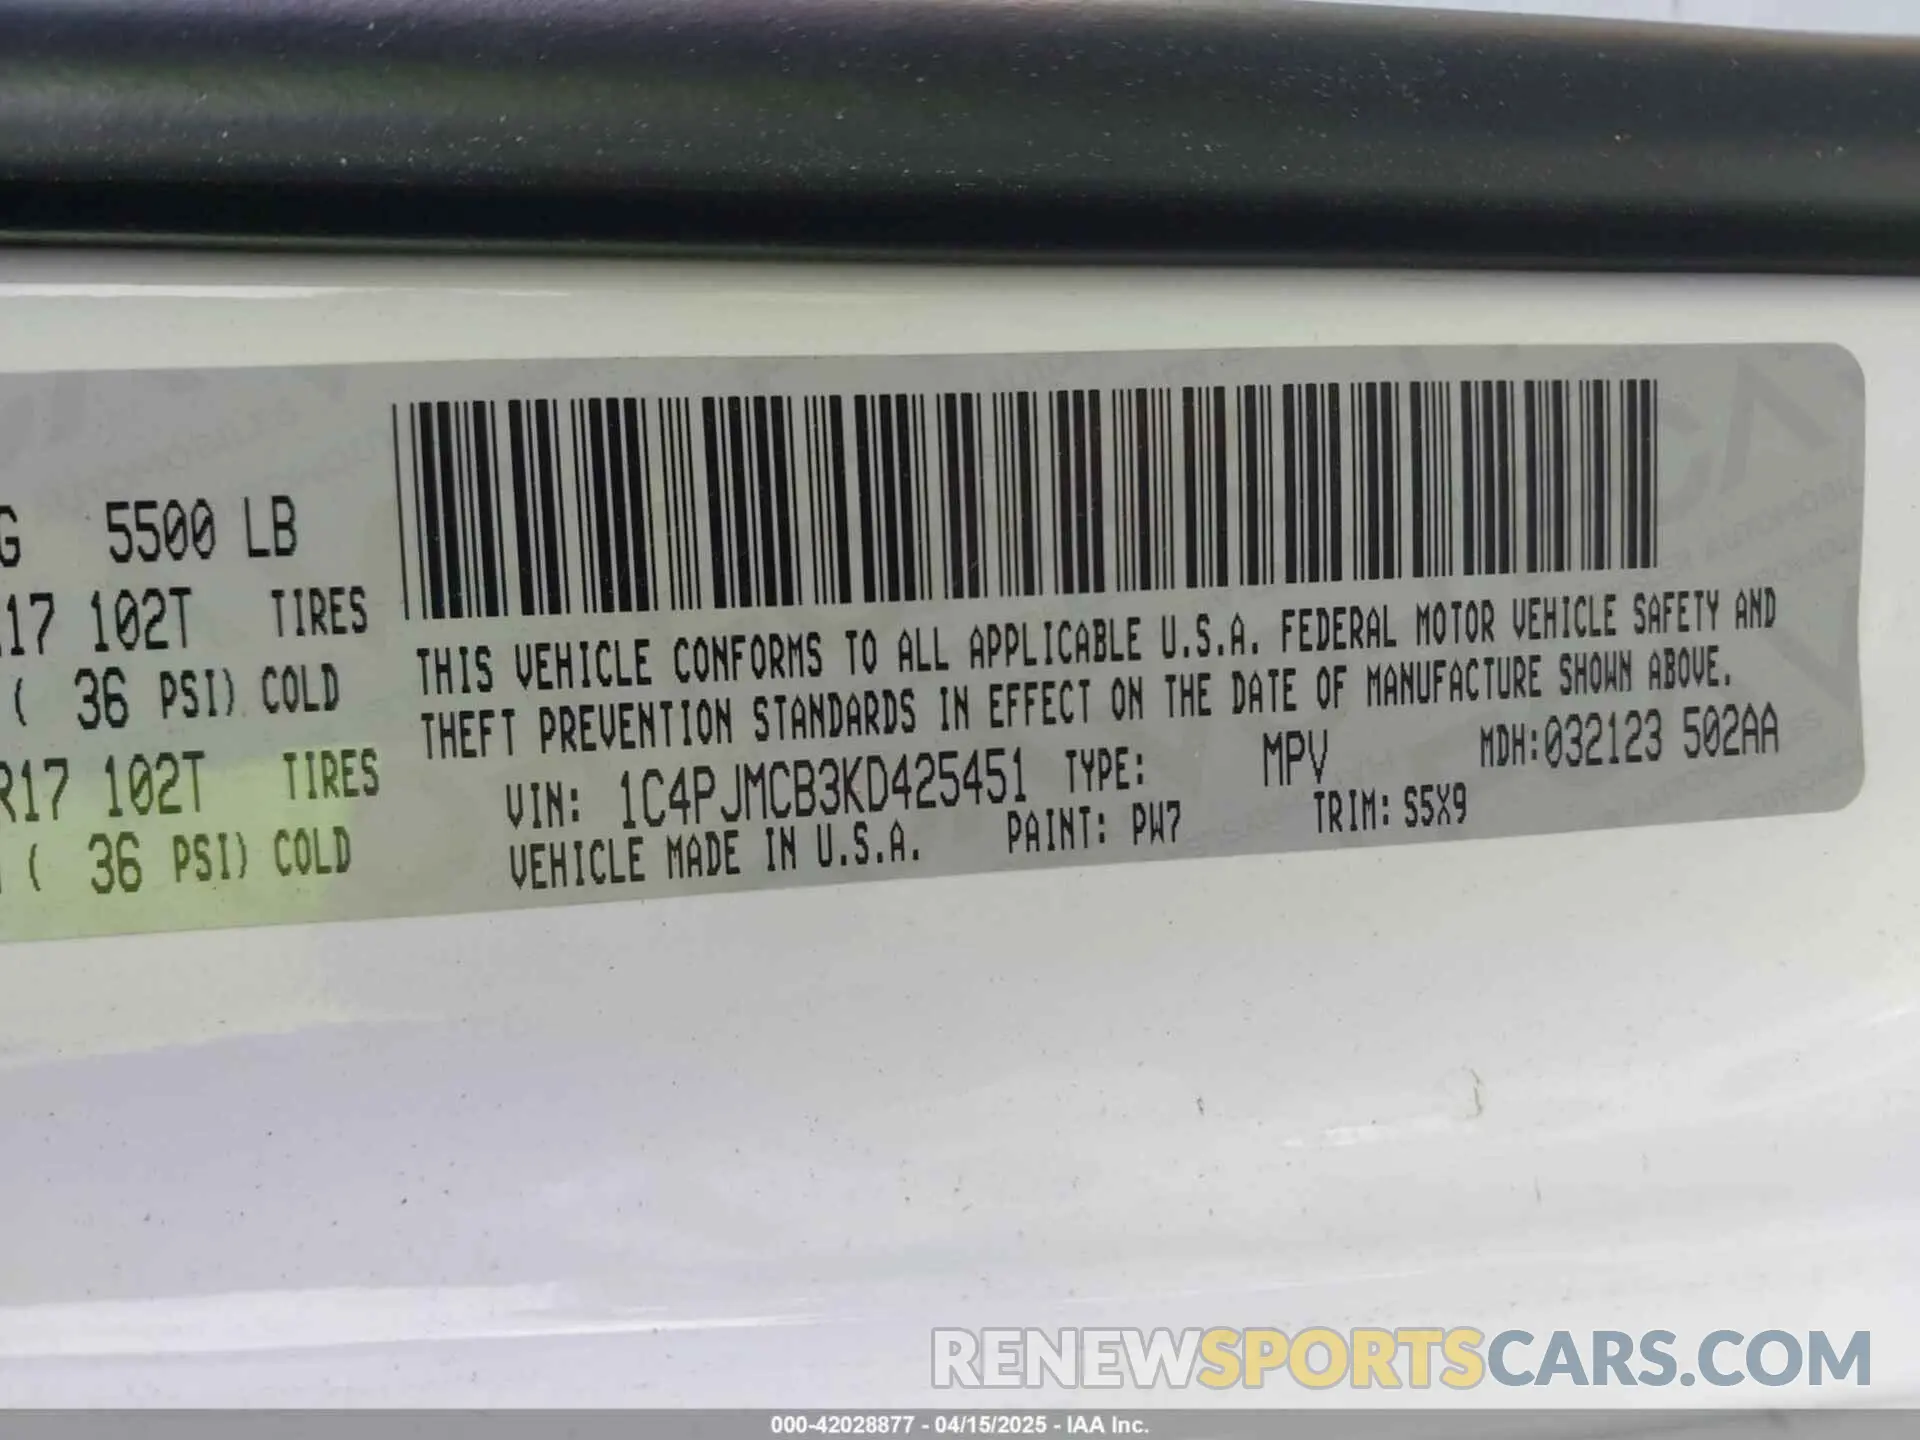 G 5500 LB
17 102T TIRES
( 36 PSI) COLD
R17 102T TIRES
( 36 PSI) COLD
THIS VEHICLE CONFORMS TO ALL APPLICABLE U.S.A. FEDERAL MOTOR VEHICLE SAFETY AND
THEFT PREVENTION STANDARDS IN EFFECT ON THE DATE OF MANUFACTURE SHOWN ABOVE.
VIN: 1C4PJMCB3KD425451 TYPE: MPV MDH:032123 502AA
VEHICLE MADE IN U.S.A. PAINT: PW7 TRIM: S5X9
RENEWSPORTSCARS.COM
000-42028877 - 04/15/2025 - IAA Inc.